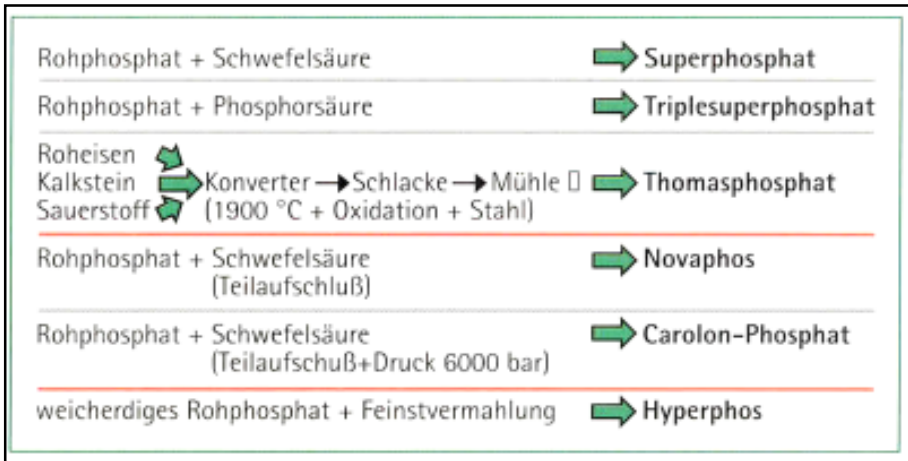 Rohphosphat + Schwefelsäure Superphosphat
Rohphosphat + Phosphorsäure Triplesuperphosphat
Roheisen
Kalkstein Konverter Schlacke Mühle ▯ Thomasphosphat
Sauerstoff (1900 °C + Oxidation + Stahl)
Rohphosphat + Schwefelsäure Novaphos
(Teilaufschluß)
Rohphosphat + Schwefelsäure Carolon-Phosphat
(Teilaufschuß+Druck 6000 bar)
weicherdiges Rohphosphat + Feinstvermahlung Hyperphos